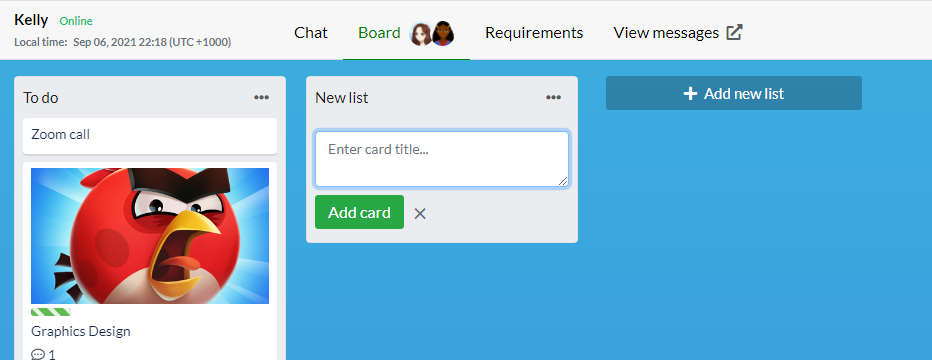 Kelly Online
Local time: Sep 06, 2021 22:18 (UTC +1000)
Chat
Board
Requirements
View messages
To do
Zoom call
Graphics Design
1
New list
Enter card title...
Add card
Add new list